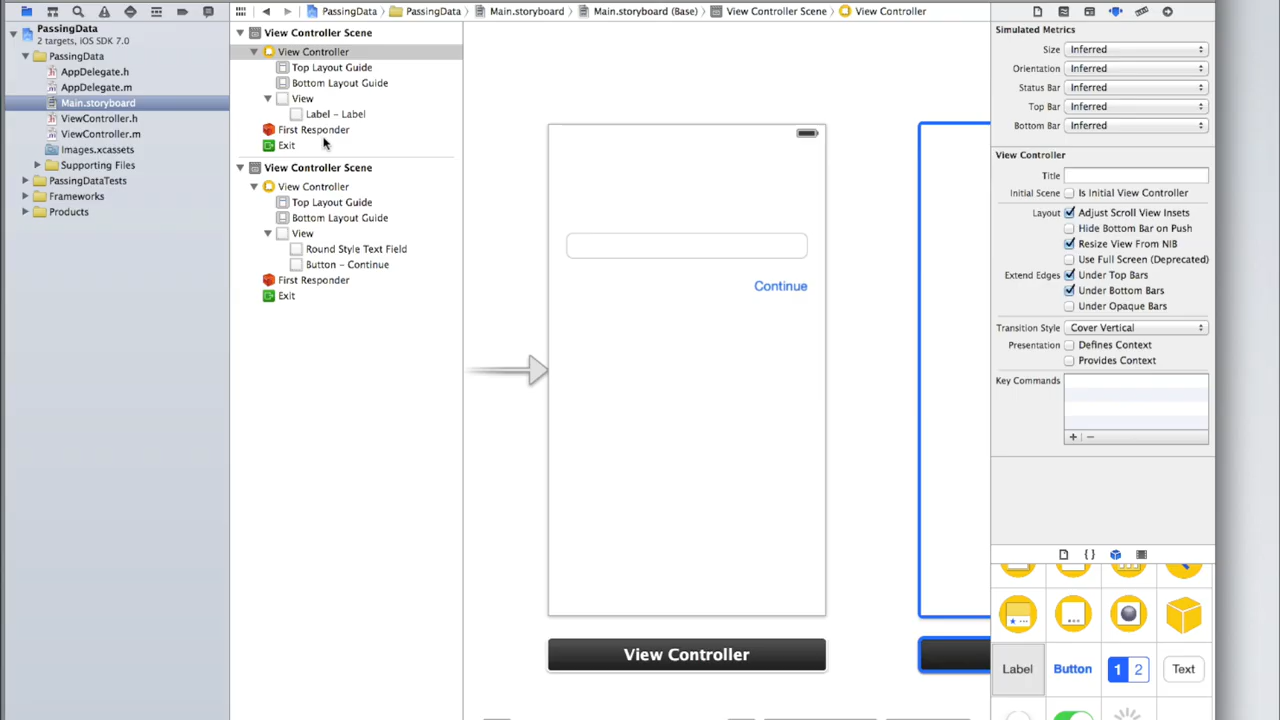 PassingData
2 targets, iOS SDK 7.0
PassingData
AppDelegate.h
AppDelegate.m
Main.storyboard
ViewController.h
ViewController.m
Images.xcassets
Supporting Files
PassingDataTests
Frameworks
Products
PassingData PassingData Main.storyboard Main.storyboard (Base) View Controller Scene View Controller
View Controller Scene
View Controller
Top Layout Guide
Bottom Layout Guide
View
Label – Label
First Responder
Exit
View Controller Scene
View Controller
Top Layout Guide
Bottom Layout Guide
View
Round Style Text Field
Button – Continue
First Responder
Exit
Continue
View Controller
Simulated Metrics
Size Inferred
Orientation Inferred
Status Bar Inferred
Top Bar Inferred
Bottom Bar Inferred
View Controller
Title
Initial Scene Is Initial View Controller
Layout Adjust Scroll View Insets
Hide Bottom Bar on Push
Resize View From NIB
Use Full Screen (Deprecated)
Extend Edges Under Top Bars
Under Bottom Bars
Under Opaque Bars
Transition Style Cover Vertical
Presentation Defines Context
Provides Context
Key Commands
+ −
{ }
Label Button 1 2 Text